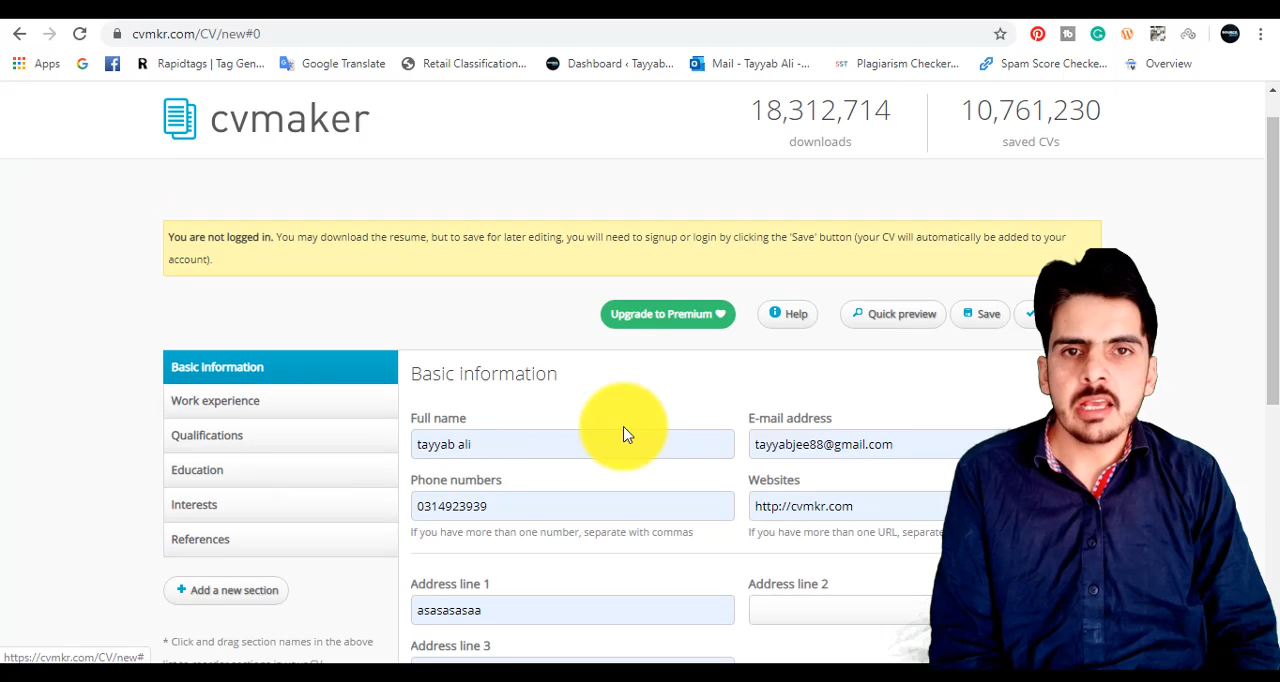 cvmkr.com/CV/new#0
Apps
Rapidtags | Tag Gen...
Google Translate
Retail Classification...
Dashboard ‹ Tayyab...
Mail - Tayyab Ali -...
SST
Plagiarism Checker...
Spam Score Checke...
Overview
cvmaker
18,312,714
10,761,230
downloads
saved CVs
You are not logged in. You may download the resume, but to save for later editing, you will need to signup or login by clicking the 'Save' button (your CV will automatically be added to your
account).
Upgrade to Premium
Help
Quick preview
Save
Basic information
Work experience
Qualifications
Education
Interests
References
Add a new section
* Click and drag section names in the above
Basic information
Full name
E-mail address
tayyab ali
tayyabjee88@gmail.com
Phone numbers
Websites
0314923939
http://cvmkr.com
If you have more than one number, separate with commas
If you have more than one URL, separate
Address line 1
Address line 2
asasasasaa
Address line 3
https://cvmkr.com/CV/new#